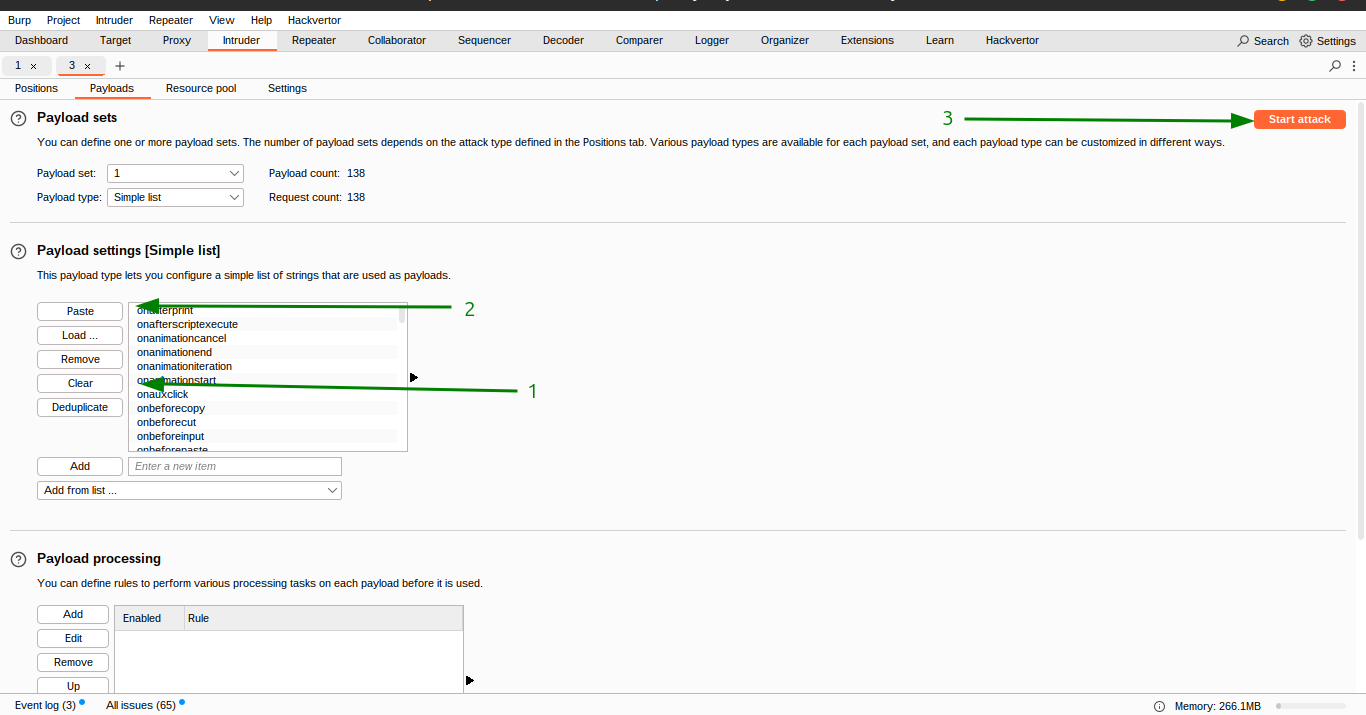 Burp Project Intruder Repeater View Help Hackvertor
Dashboard Target Proxy Intruder Repeater Collaborator Sequencer Decoder Comparer Logger Organizer Extensions Learn Hackvertor Search Settings
1 × 3 × +
Positions Payloads Resource pool Settings
? Payload sets 3 Start attack
You can define one or more payload sets. The number of payload sets depends on the attack type defined in the Positions tab. Various payload types are available for each payload set, and each payload type can be customized in different ways.
Payload set: 1 Payload count: 138
Payload type: Simple list Request count: 138
? Payload settings [Simple list]
This payload type lets you configure a simple list of strings that are used as payloads.
Paste onafterprint 2
onafterscriptexecute
Load ... onanimationcancel
onanimationend
Remove onanimationiteration
Clear onanimationstart 1
onauxclick
Deduplicate onbeforecopy
onbeforecut
onbeforeinput
onbeforepaste
Add Enter a new item
Add from list ...
? Payload processing
You can define rules to perform various processing tasks on each payload before it is used.
Add Enabled Rule
Edit
Remove
Up
Event log (3) All issues (65) Memory: 266.1MB